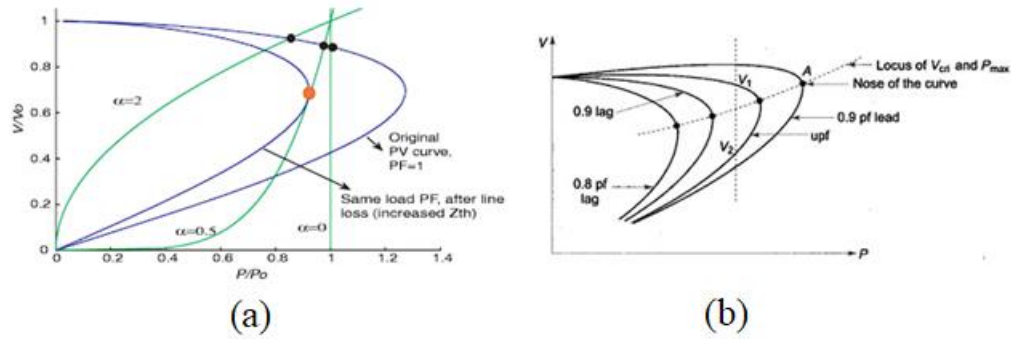 1
0.8
0.6
0.4
0.2
0
V/Vo
α=2
α=0.5
α=0
Original
PV curve,
PF=1
Same load PF, after line
loss (increased Zth)
0 0.2 0.4 0.6 0.8 1 1.2 1.4
P/Po
(a)
V
A
Locus of Vcri and Pmax
Nose of the curve
V1
0.9 lag
0.9 pf lead
upf
V2
0.8 pf
lag
P
(b)